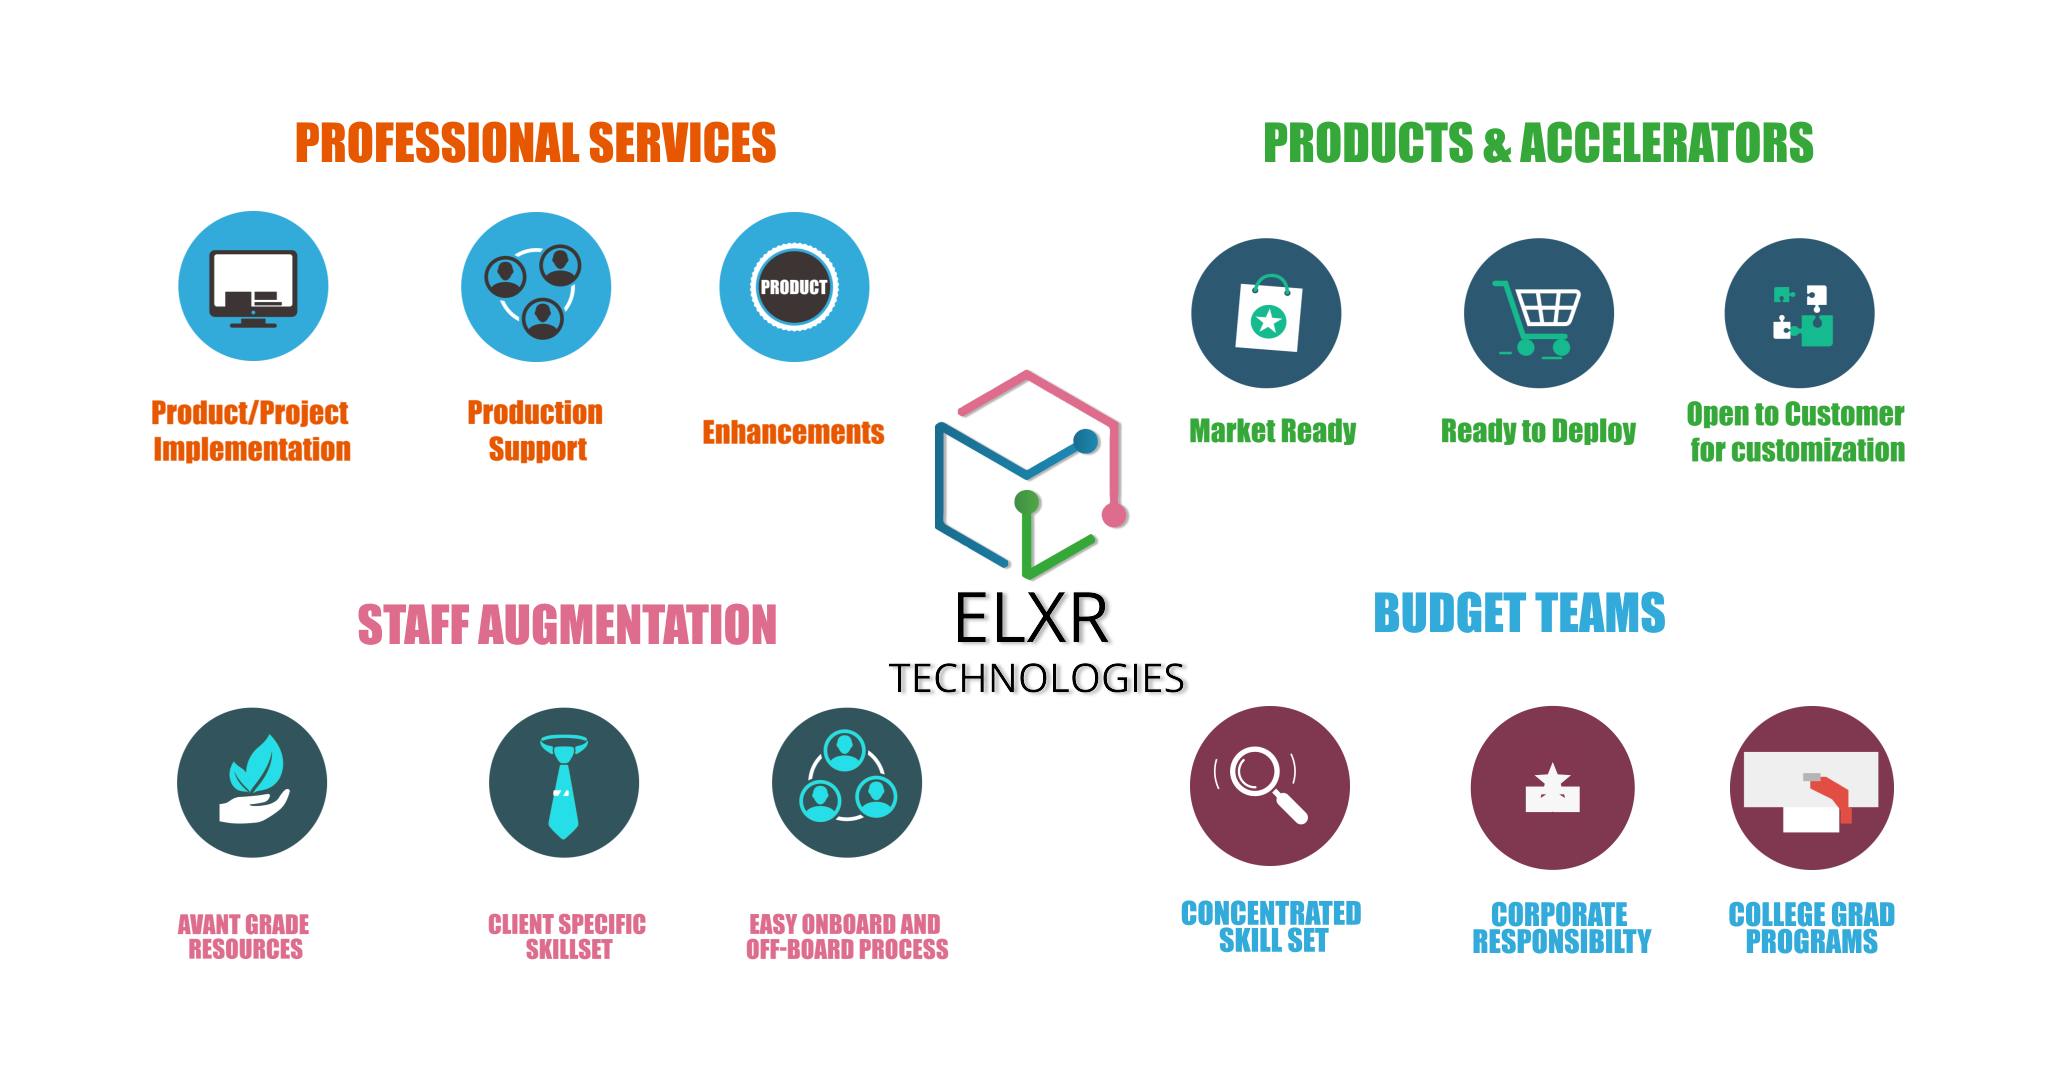 PROFESSIONAL SERVICES
PRODUCT
Product/Project
Implementation
Production
Support
Enhancements
PRODUCTS & ACCELERATORS
Market Ready
Ready to Deploy
Open to Customer
for customization
ELXR
TECHNOLOGIES
STAFF AUGMENTATION
AVANT GRADE
RESOURCES
CLIENT SPECIFIC
SKILLSET
EASY ONBOARD AND
OFF-BOARD PROCESS
BUDGET TEAMS
CONCENTRATED
SKILL SET
CORPORATE
RESPONSIBILTY
COLLEGE GRAD
PROGRAMS